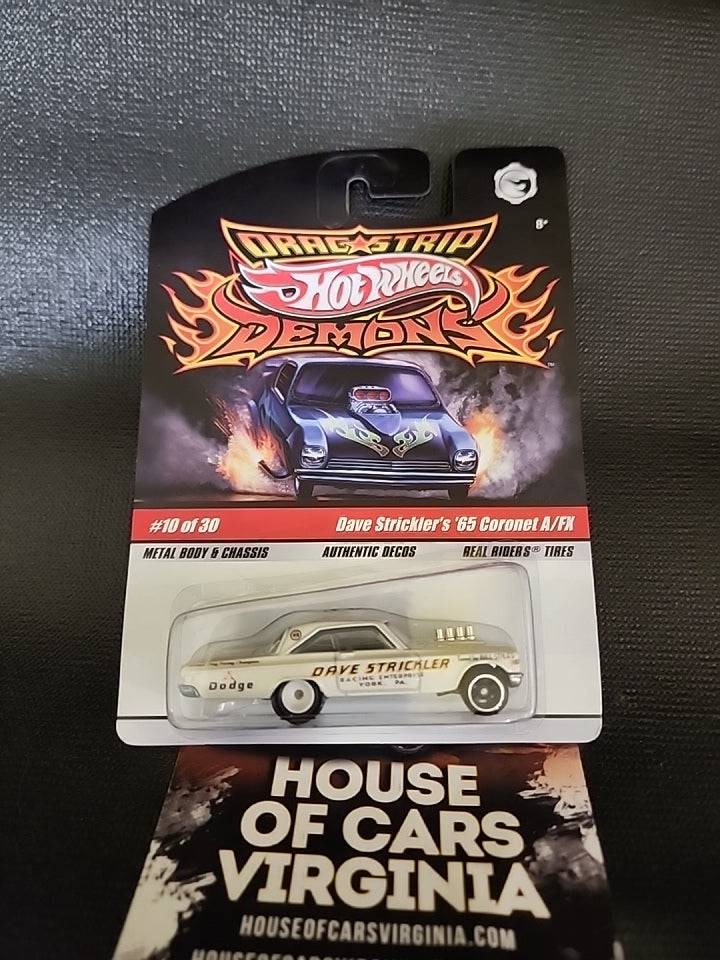 8+
DRAG STRIP
Hot Wheels®
DEMONS™
#10 of 30
Dave Strickler's '65 Coronet A/FX
METAL BODY & CHASSIS
AUTHENTIC DECOS
REAL RIDERS® TIRES
DAVE STRICKLER
RACING ENTERPRISE
YORK, PA.
Dodge
HOUSE
OF CARS
VIRGINIA
HOUSEOFCARSVIRGINIA.COM